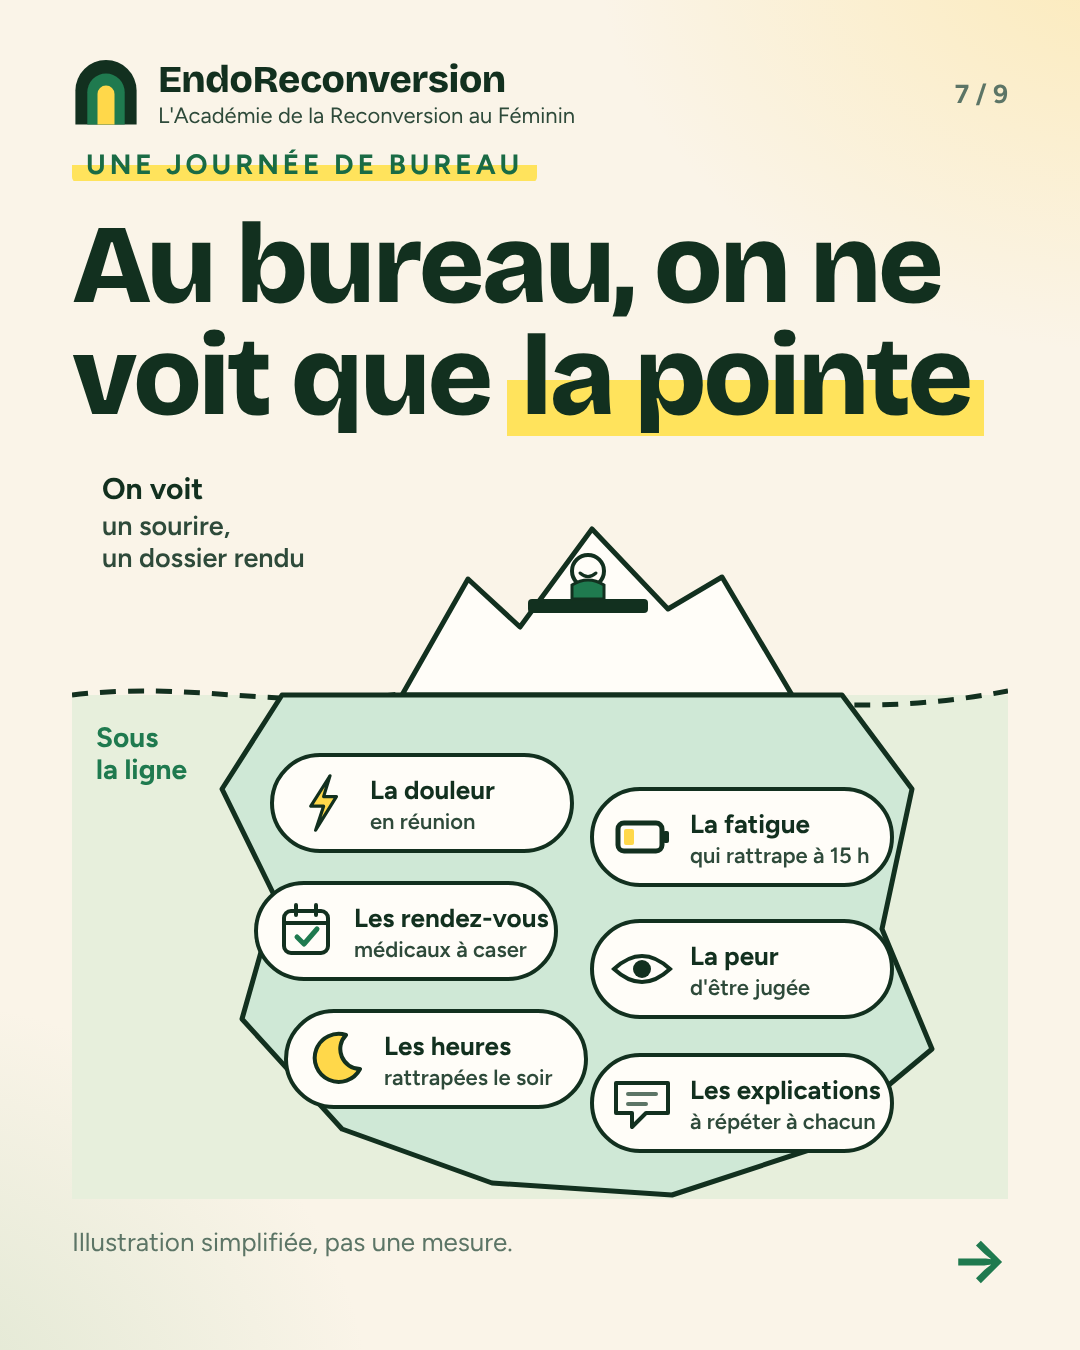 EndoReconversion
L'Académie de la Reconversion au Féminin
7 / 9
UNE JOURNÉE DE BUREAU
Au bureau, on ne
voit que la pointe
On voit
un sourire,
un dossier rendu
Sous
la ligne
La douleur
en réunion
La fatigue
qui rattrape à 15 h
Les rendez-vous
médicaux à caser
La peur
d'être jugée
Les heures
rattrapées le soir
Les explications
à répéter à chacun
Illustration simplifiée, pas une mesure.